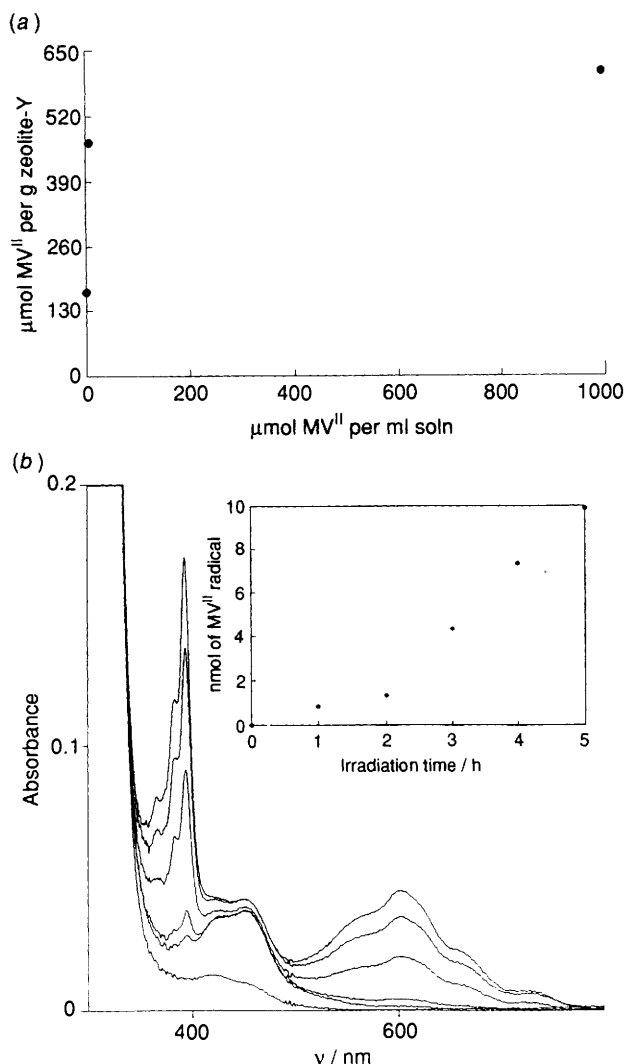 (a)
650
520
390
260
130
0
μmol MV^II per g zeolite-Y
0 200 400 600 800 1000
μmol MV^II per ml soln
(b)
0.2
0.1
0
Absorbance
10
8
6
4
2
0
nmol of MV^II radical
0 1 2 3 4 5
Irradiation time / h
400 600
ν / nm